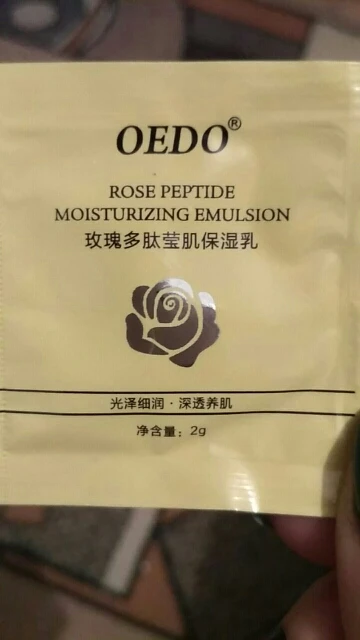 OEDO®
ROSE PEPTIDE
MOISTURIZING EMULSION
玫瑰多肽莹肌保湿乳
光泽细润·深透养肌
净含量：2g